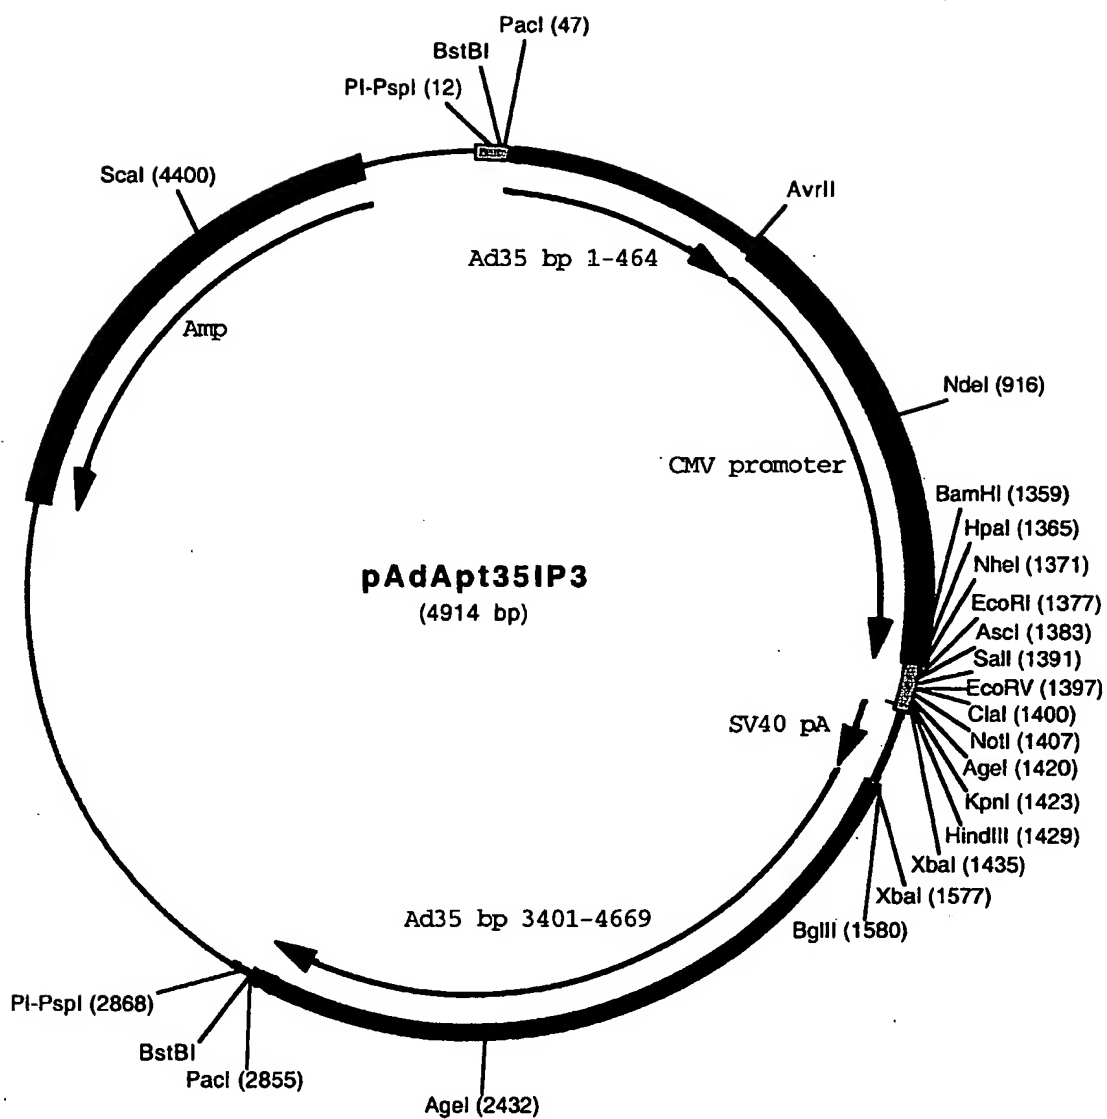 PacI (47)
BstBI
PI-PspI (12)
ScaI (4400)
AvrII
Ad35 bp 1-464
Amp
NdeI (916)
CMV promoter
BamHI (1359)
HpaI (1365)
NheI (1371)
EcoRI (1377)
AscI (1383)
SalI (1391)
EcoRV (1397)
ClaI (1400)
NotI (1407)
AgeI (1420)
KpnI (1423)
HindIII (1429)
XbaI (1435)
XbaI (1577)
BglII (1580)
pAdApt35IP3
(4914 bp)
SV40 pA
Ad35 bp 3401-4669
PI-PspI (2868)
BstBI
PacI (2855)
AgeI (2432)